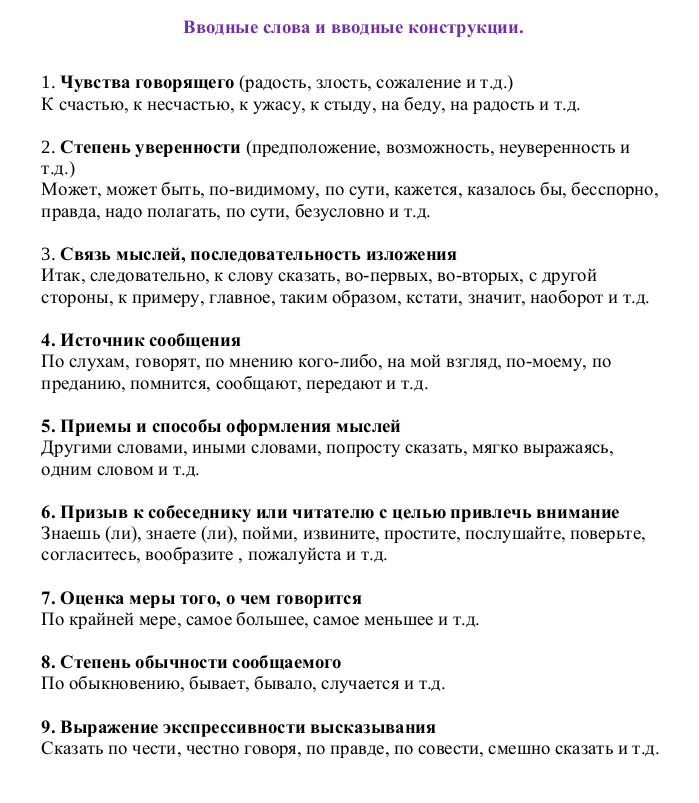 Вводные слова и вводные конструкции.
1. Чувства говорящего (радость, злость, сожаление и т.д.)
К счастью, к несчастью, к ужасу, к стыду, на беду, на радость и т.д.
2. Степень уверенности (предположение, возможность, неуверенность и
т.д.)
Может, может быть, по-видимому, по сути, кажется, казалось бы, бесспорно,
правда, надо полагать, по сути, безусловно и т.д.
3. Связь мыслей, последовательность изложения
Итак, следовательно, к слову сказать, во-первых, во-вторых, с другой
стороны, к примеру, главное, таким образом, кстати, значит, наоборот и т.д.
4. Источник сообщения
По слухам, говорят, по мнению кого-либо, на мой взгляд, по-моему, по
преданию, помнится, сообщают, передают и т.д.
5. Приемы и способы оформления мыслей
Другими словами, иными словами, попросту сказать, мягко выражаясь,
одним словом и т.д.
6. Призыв к собеседнику или читателю с целью привлечь внимание
Знаешь (ли), знаете (ли), пойми, извините, простите, послушайте, поверьте,
согласитесь, вообразите , пожалуйста и т.д.
7. Оценка меры того, о чем говорится
По крайней мере, самое большее, самое меньшее и т.д.
8. Степень обычности сообщаемого
По обыкновению, бывает, бывало, случается и т.д.
9. Выражение экспрессивности высказывания
Сказать по чести, честно говоря, по правде, по совести, смешно сказать и т.д.